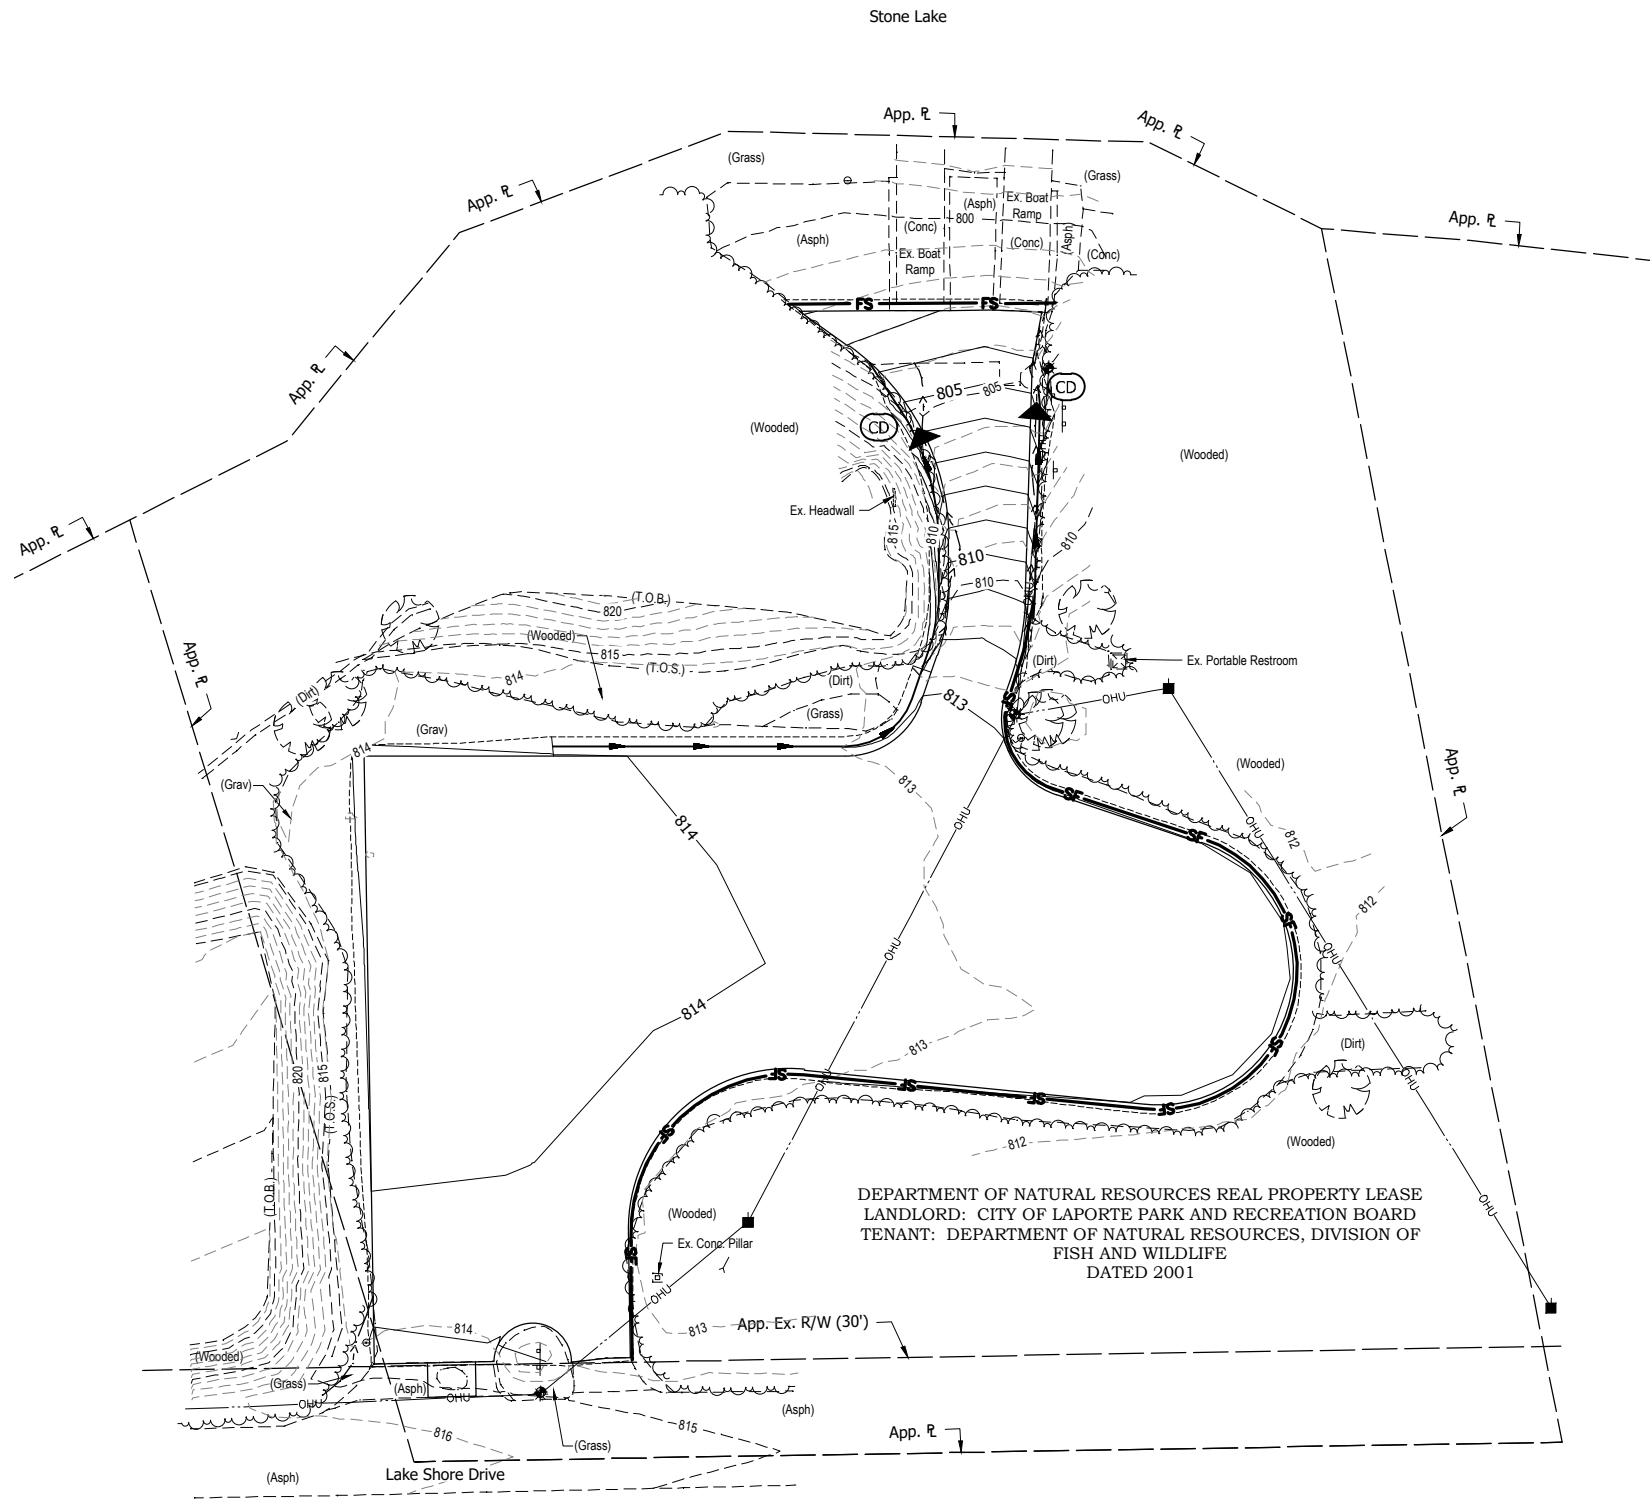 Stone Lake
App. ℄
App. ℄
App. ℄
App. ℄
App. ℄
App. ℄
App. ℄
App. ℄
App. ℄
(Grass)
(Grass)
(Asph)
Ex. Boat
Ramp
800
(Conc)
(Asph)
(Conc)
(Asph)
(Conc)
Ex. Boat
Ramp
FS
FS
805
805
CD
CD
(Wooded)
(Wooded)
Ex. Headwall
815
810
810
810
810
OHU
(T.O.B.)
820
(Wooded)
815
(T.O.S.)
814
(Dirt)
(Dirt)
(Dirt)
Ex. Portable Restroom
OHU
SF
813
(Grass)
(Grav)
814
(Grav)
813
(Wooded)
814
OHU
SF
SF
OHU
812
812
SF
OHU
OHU
814
813
SF
(Dirt)
OHU
820
815
(T.O.S.)
SF
OHU
SF
SF
SF
SF
812
(Wooded)
(T.O.B.)
OHU
DEPARTMENT OF NATURAL RESOURCES REAL PROPERTY LEASE
LANDLORD: CITY OF LAPORTE PARK AND RECREATION BOARD
TENANT: DEPARTMENT OF NATURAL RESOURCES, DIVISION OF
FISH AND WILDLIFE
DATED 2001
(Wooded)
Ex. Conc. Pillar
SF
OHU
814
813
App. Ex. R/W (30')
(Wooded)
(Grass)
(Asph)
OHU
OHU
(Asph)
816
815
(Grass)
App. ℄
(Asph)
Lake Shore Drive